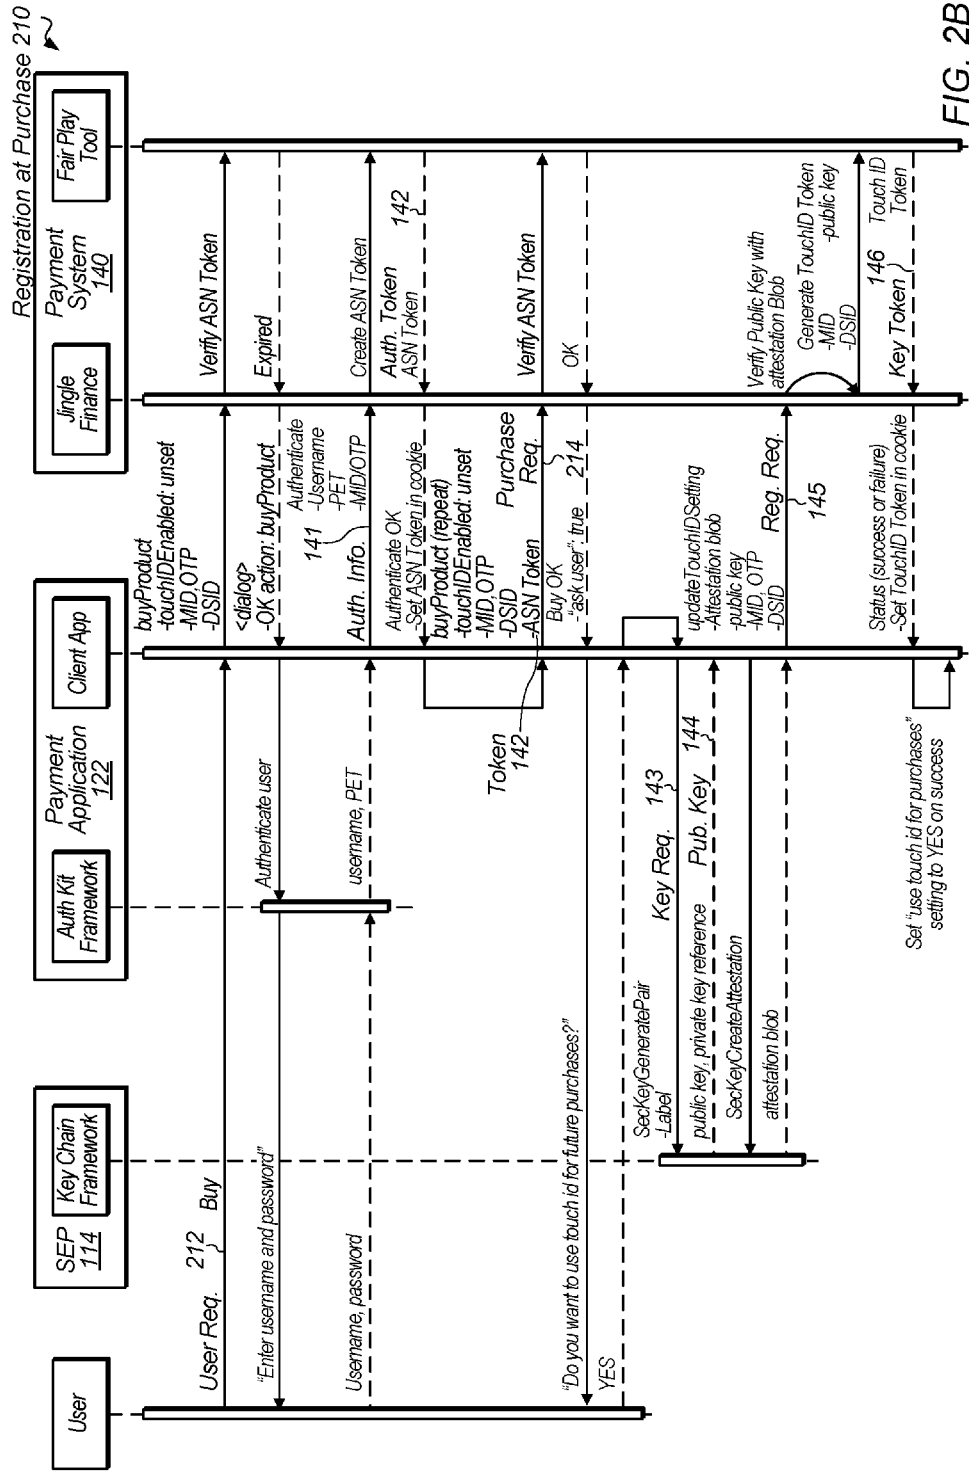 Registration at Purchase 210
User
SEP
114
Key Chain
Framework
Payment
Application
122
Auth Kit
Framework
Client App
Payment
System
140
Jingle
Finance
Fair Play
Tool
User Req. 212 Buy
buyProduct
-touchIDEnabled: unset
-MID,OTP
-DSID
Verify ASN Token
"Enter username and password"
Authenticate user
<dialog>
-OK action: buyProduct
Expired
Username, password
username, PET
Auth. Info. 141
Authenticate
-Username
-PET
-MID/OTP
Create ASN Token
Authenticate OK
-Set ASN Token in cookie
Auth. Token 142
ASN Token
Token
142
buyProduct (repeat)
-touchIDEnabled: unset
-MID,OTP
-DSID
-ASN Token
Purchase
Req.
214
Verify ASN Token
"Do you want to use touch id for future purchases?"
Buy OK
-"ask user": true
OK
YES
SecKeyGeneratePair
-Label
Key Req. 143
public key, private key reference
Pub. Key 144
SecKeyCreateAttestation
attestation blob
updateTouchIDSetting
-Attestation blob
-public key
-MID, OTP
-DSID
Reg. Req.
145
Verify Public Key with
attestation Blob
Generate TouchID Token
-MID
-DSID
-public key
146
Key Token
Touch ID
Token
Status (success or failure)
-Set TouchID Token in cookie
Set "use touch id for purchases"
setting to YES on success
FIG. 2B